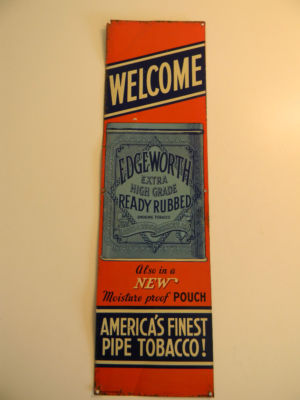 WELCOME
EDGEWORTH
EXTRA
HIGH GRADE
READY RUBBED
SMOKING TOBACCO
Also in a
NEW
Moisture proof POUCH
AMERICA'S FINEST
PIPE TOBACCO!